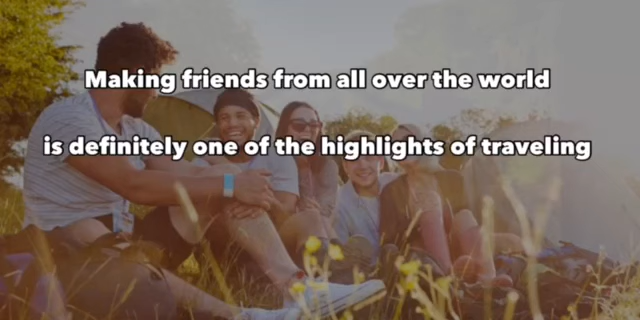 Making friends from all over the world
is definitely one of the highlights of traveling